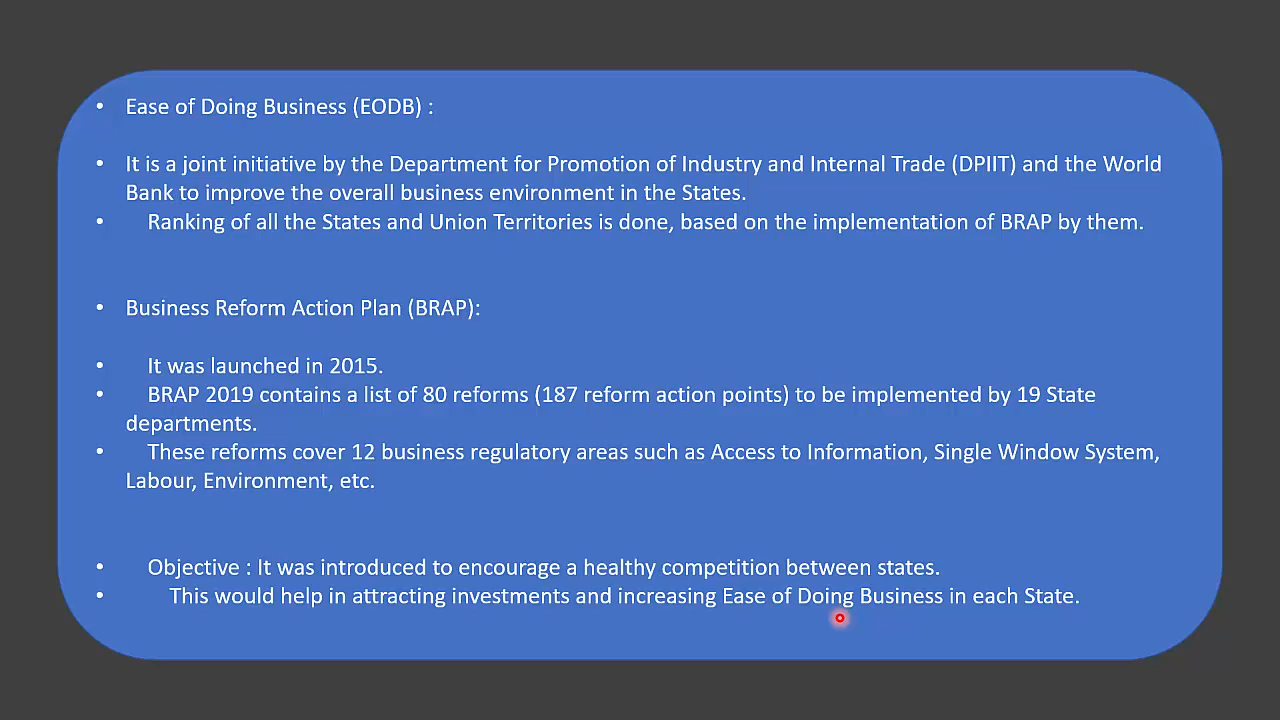 • Ease of Doing Business (EODB) :
• It is a joint initiative by the Department for Promotion of Industry and Internal Trade (DPIIT) and the World
Bank to improve the overall business environment in the States.
• Ranking of all the States and Union Territories is done, based on the implementation of BRAP by them.
• Business Reform Action Plan (BRAP):
• It was launched in 2015.
• BRAP 2019 contains a list of 80 reforms (187 reform action points) to be implemented by 19 State
departments.
• These reforms cover 12 business regulatory areas such as Access to Information, Single Window System,
Labour, Environment, etc.
• Objective : It was introduced to encourage a healthy competition between states.
• This would help in attracting investments and increasing Ease of Doing Business in each State.